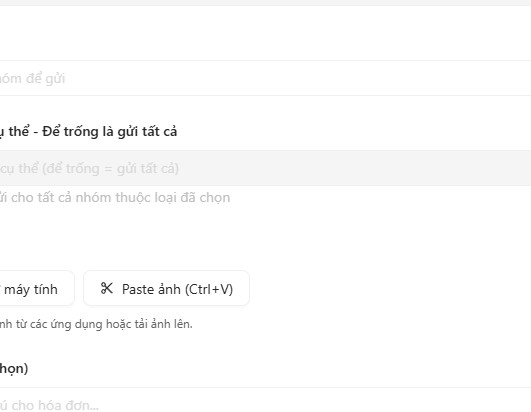 nóm để gửi
ụ thể - Để trống là gửi tất cả
cụ thể (để trống = gửi tất cả)
ửi cho tất cả nhóm thuộc loại đã chọn
máy tính
Paste ảnh (Ctrl+V)
nh từ các ứng dụng hoặc tải ảnh lên.
họn)
ú cho hóa đơn...